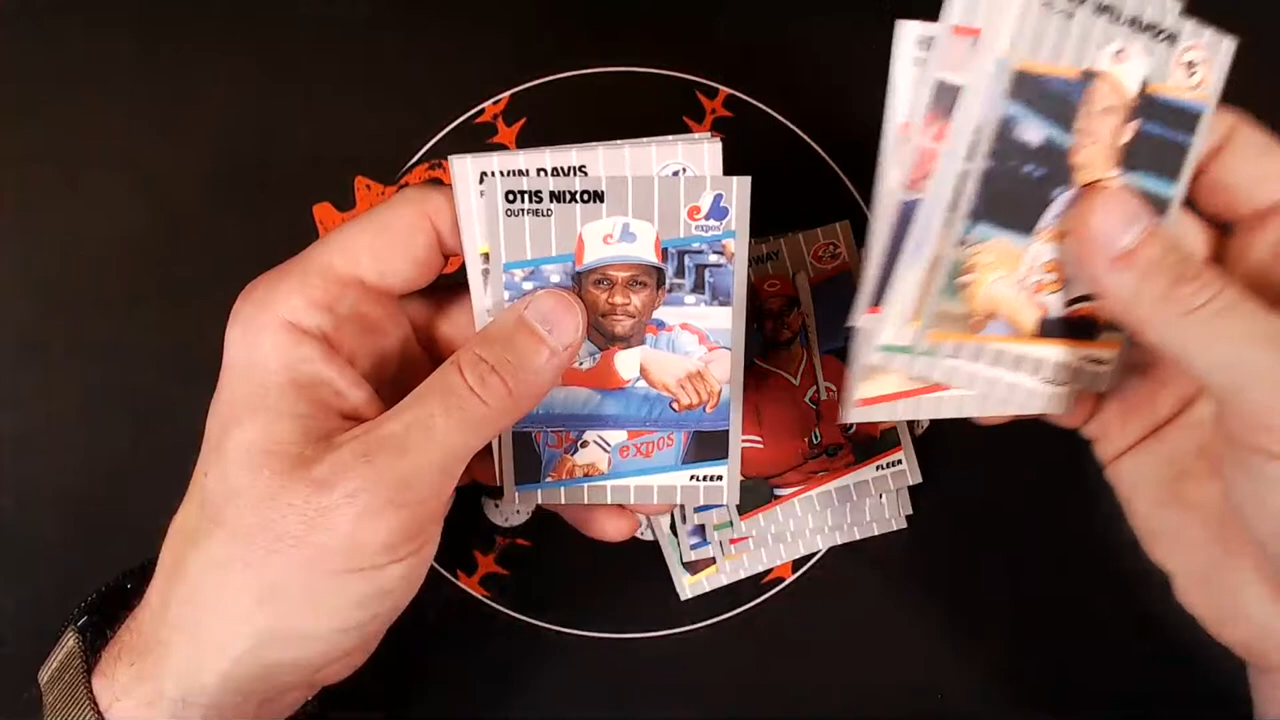 ALVIN DAVIS
OTIS NIXON
OUTFIELD
expos
expos
FLEER
WAY
FLEER